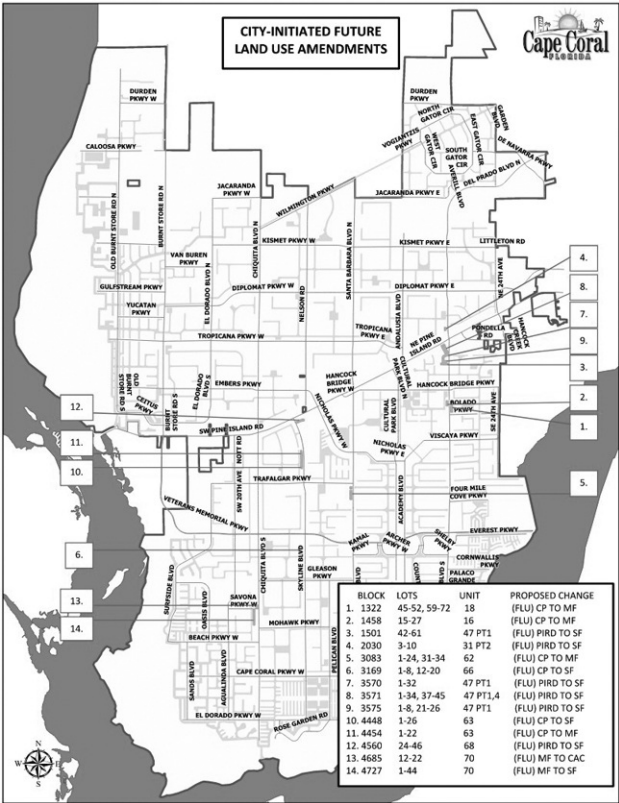 CITY-INITIATED FUTURE
LAND USE AMENDMENTS
Cape Coral
FLORIDA
DURDEN
PKWY W
CALOOSA PKWY
OLD BURNT STORE RD N
BURNT STORE RD N
JACARANDA
PKWY W
WILMINGTON PKWY
CHIQUITA BLVD N
VAN BUREN
PKWY
GULFSTREAM PKWY
YUCATAN
PKWY
EL DORADO BLVD N
DIPLOMAT PKWY W
KISMET PKWY W
NELSON RD
TROPICANA PKWY W
DURDEN
PKWY
NORTH
GATOR CIR
VOGIANTZIS
PKWY
WEST
GATOR CIR
EAST GATOR CIR
GARDEN
BLVD
SOUTH
GATOR
CIR
DE NAVARRA PKWY
AVERILL BLVD
DEL PRADO BLVD N
JACARANDA PKWY E
SANTA BARBARA BLVD N
KISMET PKWY E
LITTLETON RD
DIPLOMAT PKWY E
NE 24TH AVE
ANDALUSIA BLVD
TROPICANA
PKWY E
NE PINE
ISLAND RD
PONDELLA
RD
HANCOCK
CREEK
BLVD
CULTURAL
PARK BLVD N
HANCOCK
BRIDGE PKWY W
HANCOCK BRIDGE PKWY
EMBERS PKWY
EL DORADO
BLVD S
OLD
BURNT
STORE RD S
CEITUS
PKWY
BURNT
STORE RD S
SW PINE ISLAND RD
NICHOLAS PKWY W
CULTURAL
PARK BLVD
BOLADO
PKWY
SE 24TH AVE
VISCAYA PKWY
NICHOLAS
PKWY E
NOTT RD
TRAFALGAR PKWY
SW 20TH AVE
FOUR MILE
COVE PKWY
ACADEMY BLVD
VETERANS MEMORIAL PKWY
KAMAL
PKWY
ARCHER
PKWY W
SHELBY
PKWY
EVEREST PKWY
CORNWALLIS
PKWY
PALACO
GRANDE
SURFSIDE BLVD
OASIS BLVD
CHIQUITA BLVD S
SKYLINE BLVD
GLEASON
PKWY
SAVONA
PKWY W
MOHAWK PKWY
BEACH PKWY W
PELICAN BLVD
SANDS BLVD
AGUALINDA BLVD
CAPE CORAL PKWY W
EL DORADO PKWY W
ROSE GARDEN RD
4.
8.
7.
9.
3.
2.
1.
5.
12.
11.
10.
6.
13.
14.
BLOCK LOTS UNIT PROPOSED CHANGE
1. 1322 45-52, 59-72 18 (FLU) CP TO MF
2. 1458 15-27 16 (FLU) CP TO MF
3. 1501 42-61 47 PT1 (FLU) PIRD TO SF
4. 2030 3-10 31 PT2 (FLU) PIRD TO SF
5. 3083 1-24, 31-34 62 (FLU) CP TO MF
6. 3169 1-8, 12-20 66 (FLU) CP TO SF
7. 3570 1-32 47 PT1 (FLU) PIRD TO SF
8. 3571 1-34, 37-45 47 PT1,4 (FLU) PIRD TO SF
9. 3575 1-8, 21-26 47 PT1 (FLU) PIRD TO SF
10. 4448 1-26 63 (FLU) CP TO SF
11. 4454 1-22 63 (FLU) CP TO MF
12. 4560 24-46 68 (FLU) PIRD TO SF
13. 4685 12-22 70 (FLU) MF TO CAC
14. 4727 1-44 70 (FLU) MF TO SF
N
S